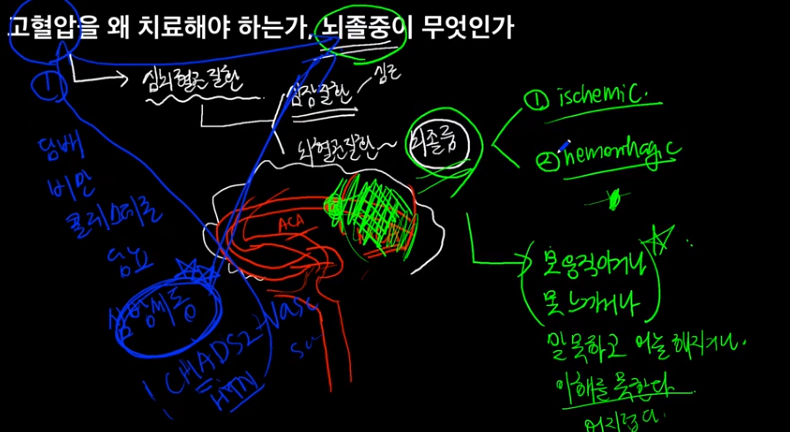 고혈압을 왜 치료해야 하는가, 뇌졸중이 무엇인가
① 심뇌혈관질환
심장질환
뇌혈관질환
뇌졸중
① ischemic.
② hemorrhagic
담배
비만
콜레스테롤
당뇨
심방세동
CHADS2-Vasc
HTN
ACA
못움직이거나
못느끼거나
말 못하고 어눌해지거나.
이해를 못한다
어지럽다.